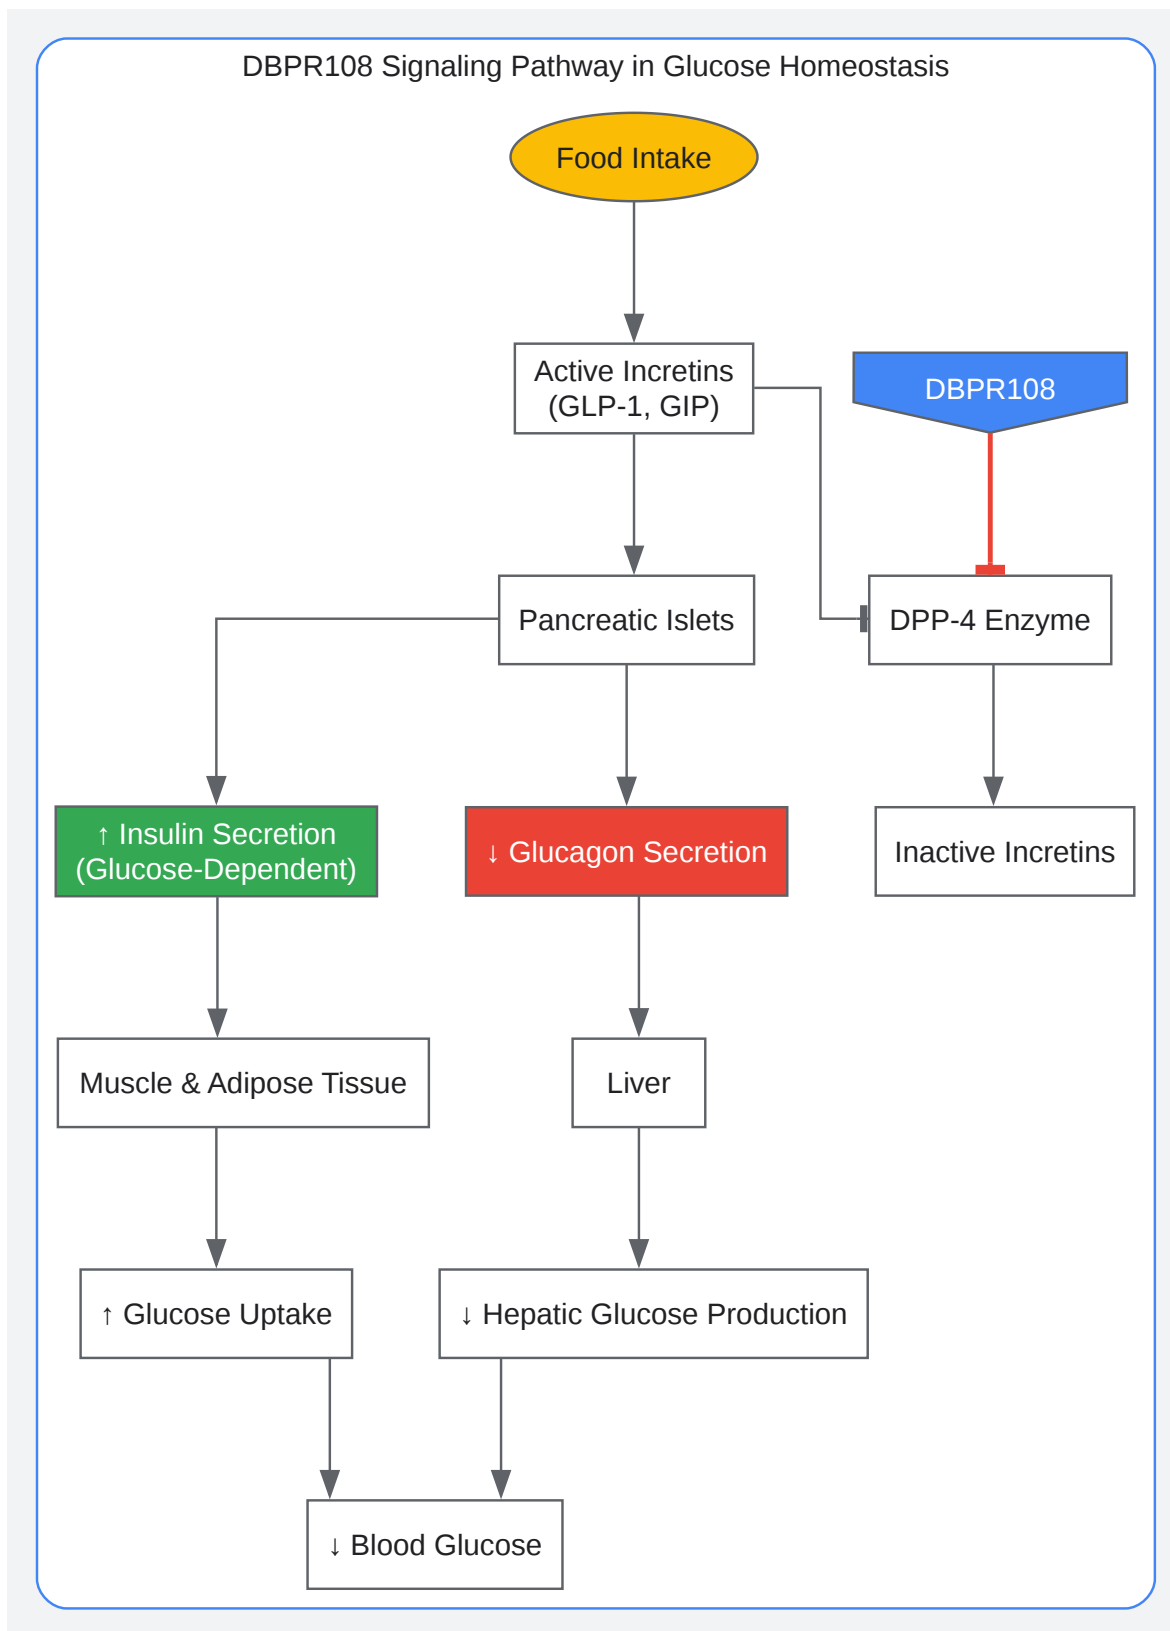 DBPR108 Signaling Pathway in Glucose Homeostasis
Food Intake
Active Incretins
(GLP-1, GIP)
DBPR108
Pancreatic Islets
DPP-4 Enzyme
↑ Insulin Secretion
(Glucose-Dependent)
↓ Glucagon Secretion
Inactive Incretins
Muscle & Adipose Tissue
Liver
↑ Glucose Uptake
↓ Hepatic Glucose Production
↓ Blood Glucose